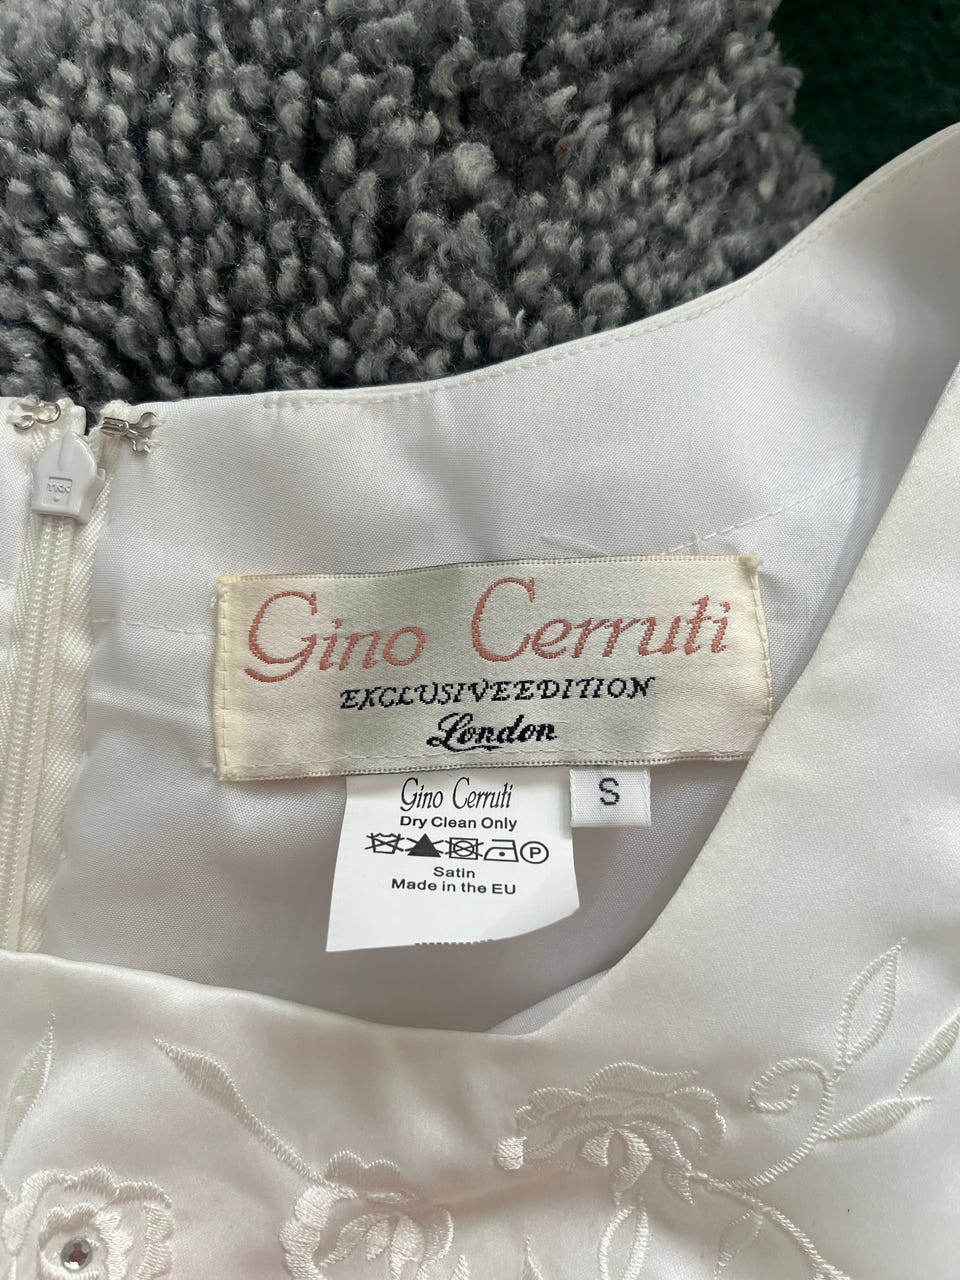 Gino Cerruti
EXCLUSIVEEDITION
London
S
Gino Cerruti
Dry Clean Only
P
Satin
Made in the EU